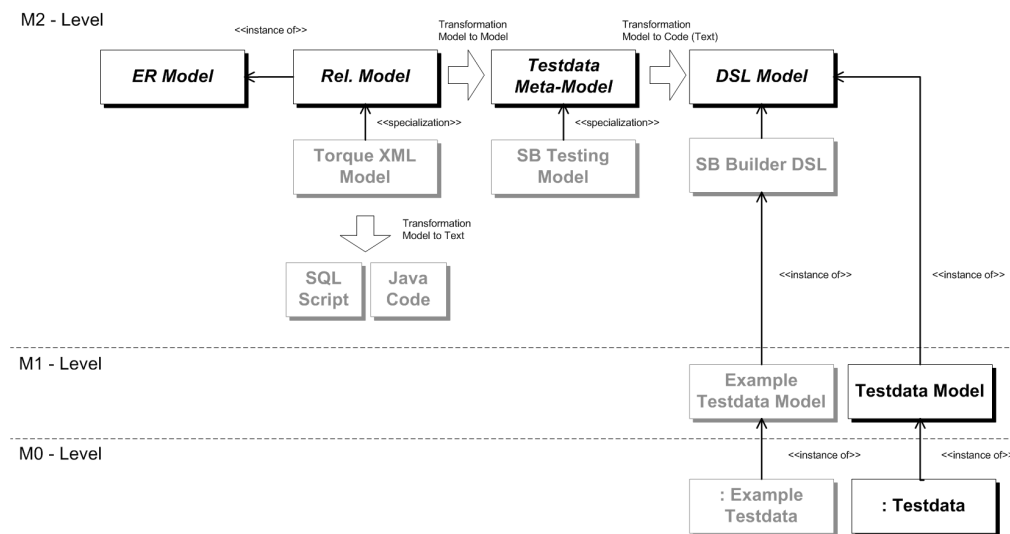 M2 - Level
<<instance of>>
Transformation
Model to Model
Transformation
Model to Code (Text)
ER Model
Rel. Model
Testdata
Meta-Model
DSL Model
<<specialization>>
<<specialization>>
Torque XML
Model
SB Testing
Model
SB Builder DSL
Transformation
Model to Text
SQL
Script
Java
Code
<<instance of>>
<<instance of>>
M1 - Level
Example
Testdata Model
Testdata Model
M0 - Level
<<instance of>>
<<instance of>>
: Example
Testdata
: Testdata